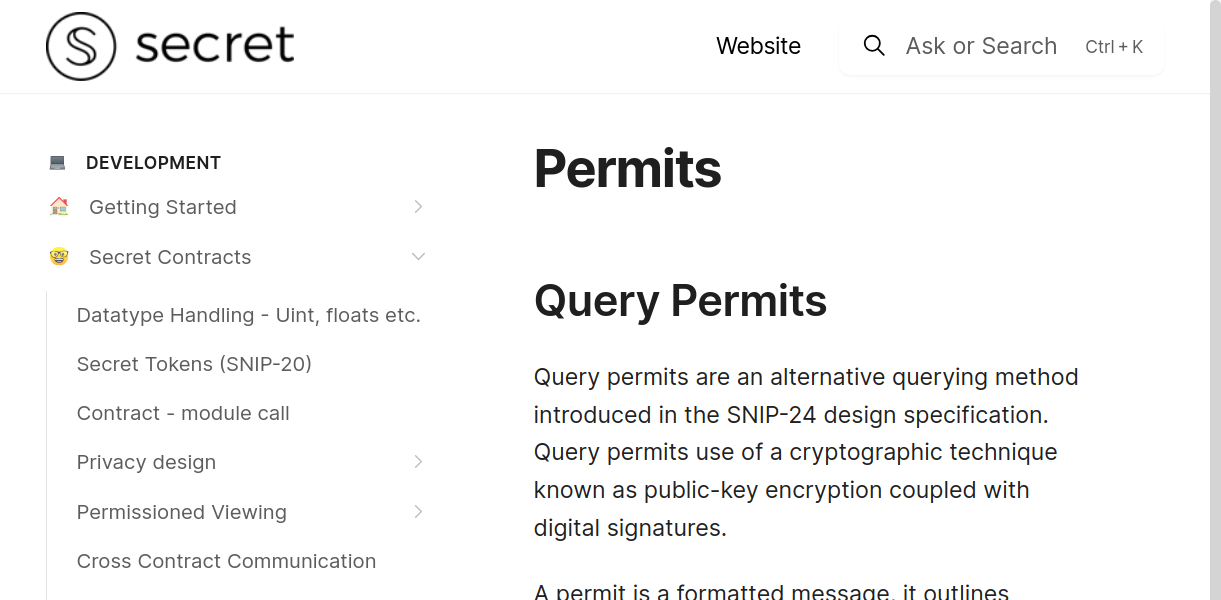 secret
Website
Ask or Search
Ctrl + K
DEVELOPMENT
Getting Started
Secret Contracts
Datatype Handling - Uint, floats etc.
Secret Tokens (SNIP-20)
Contract - module call
Privacy design
Permissioned Viewing
Cross Contract Communication
Permits
Query Permits
Query permits are an alternative querying method
introduced in the SNIP-24 design specification.
Query permits use of a cryptographic technique
known as public-key encryption coupled with
digital signatures.
A permit is a formatted message, it outlines